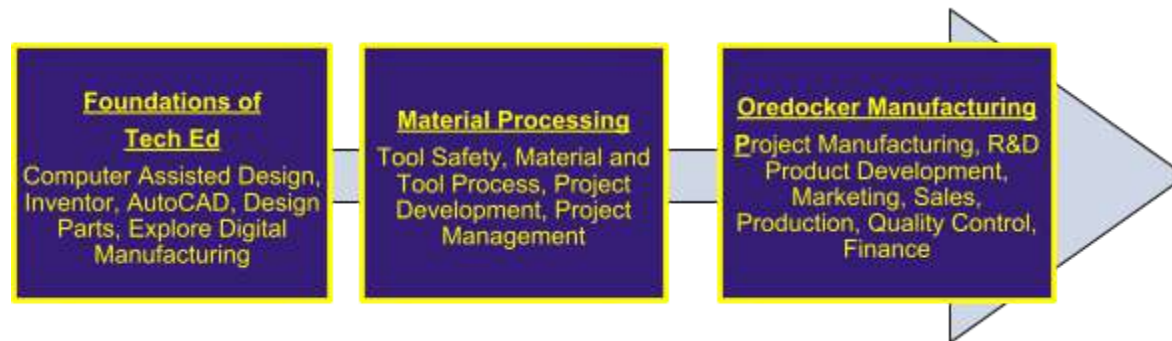 Foundations of
Tech Ed
Computer Assisted Design,
Inventor, AutoCAD, Design
Parts, Explore Digital
Manufacturing
Material Processing
Tool Safety, Material and
Tool Process, Project
Development, Project
Management
Oredocker Manufacturing
Project Manufacturing, R&D
Product Development,
Marketing, Sales,
Production, Quality Control,
Finance